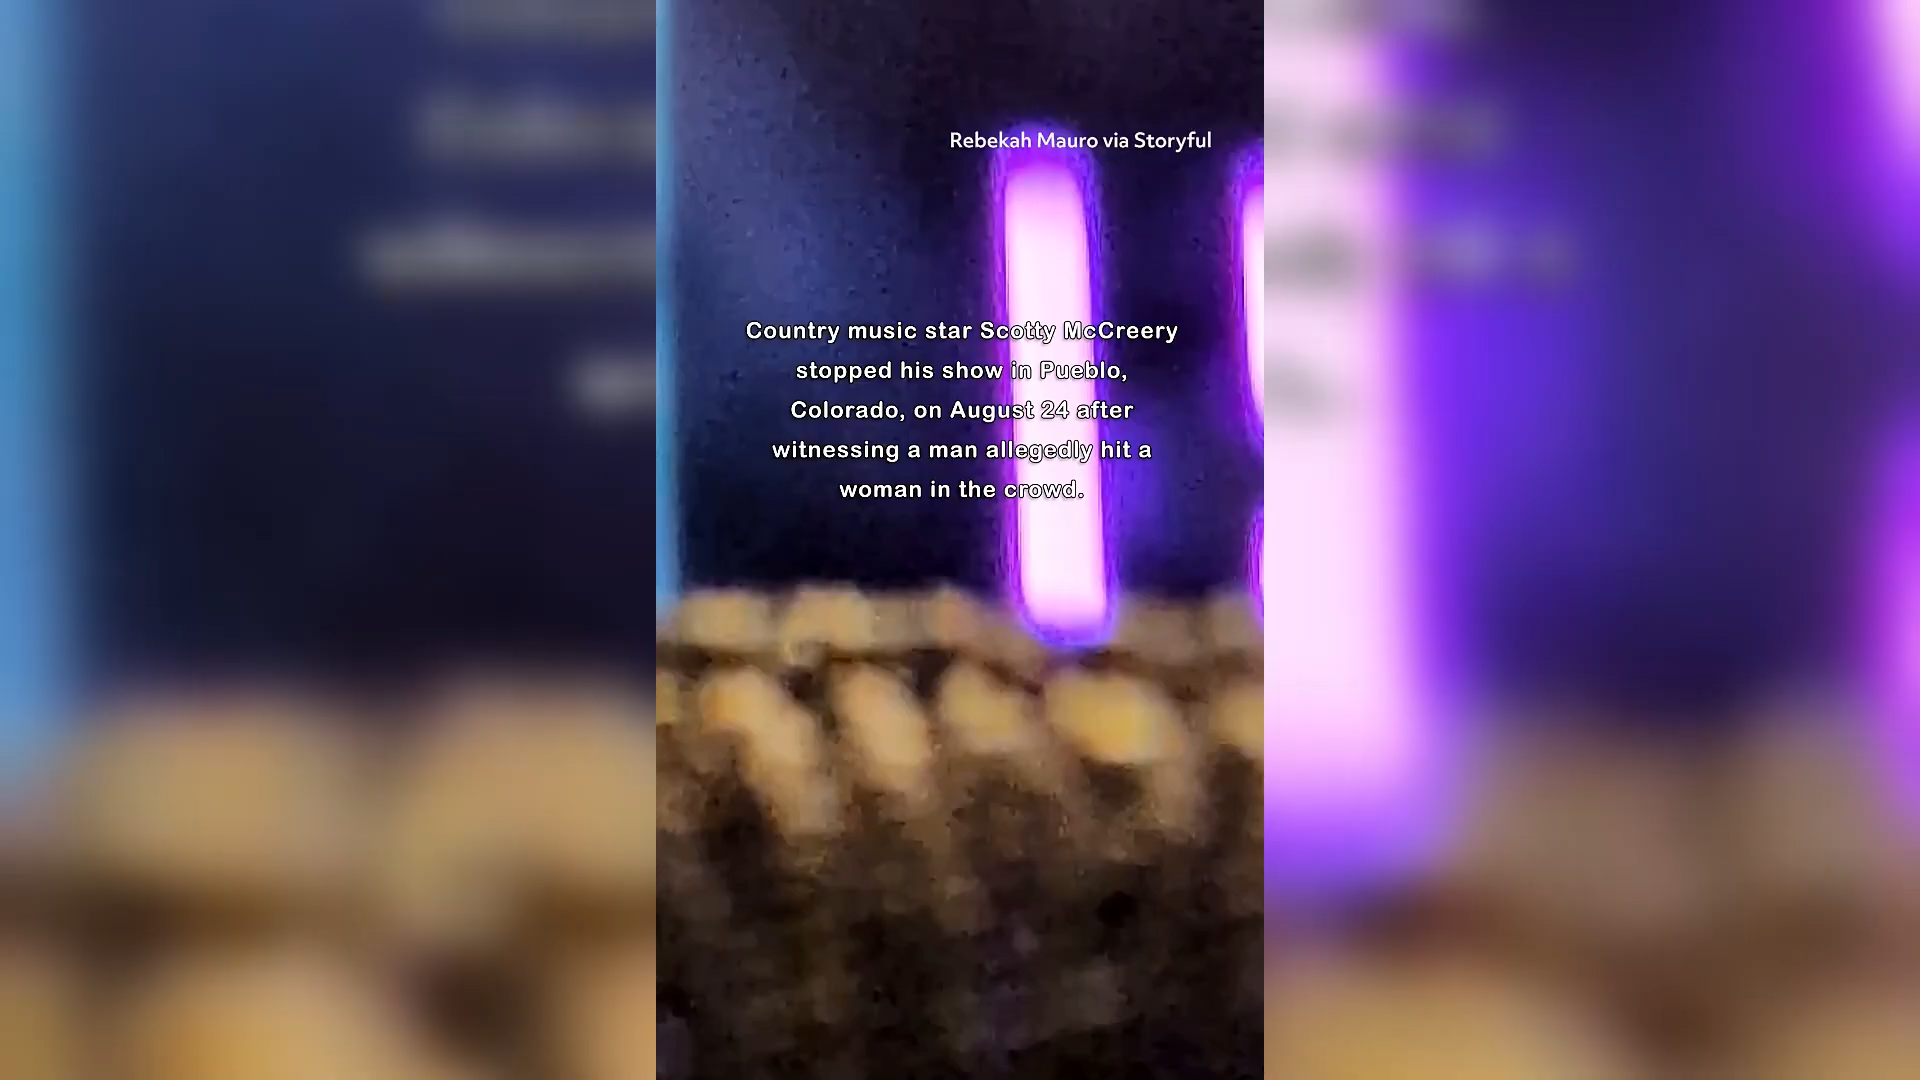 Rebekah Mauro via Storyful
Country music star Scotty McCreery
stopped his show in Pueblo,
Colorado, on August 24 after
witnessing a man allegedly hit a
woman in the crowd.